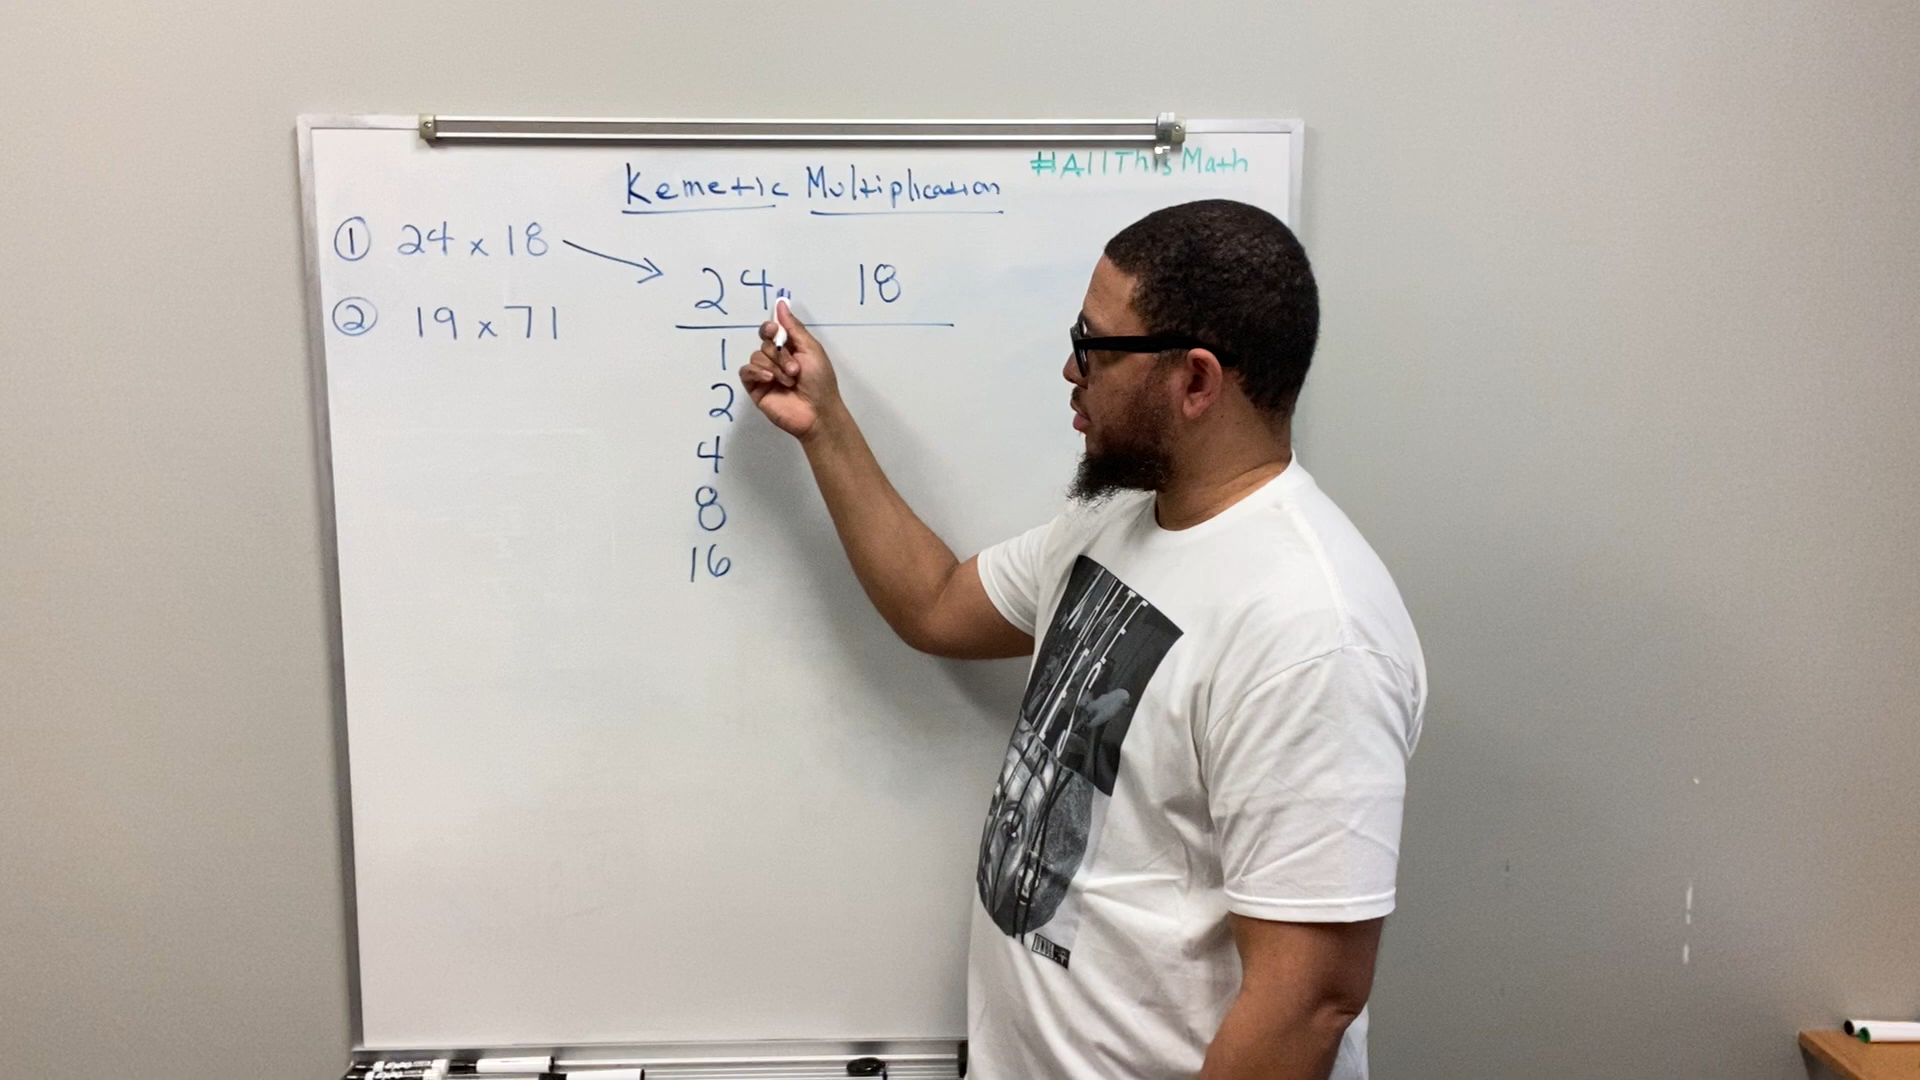 Kemetic Multiplication
#AllThisMath
① 24 x 18
② 19 x 71
24 18
1
2
4
8
16